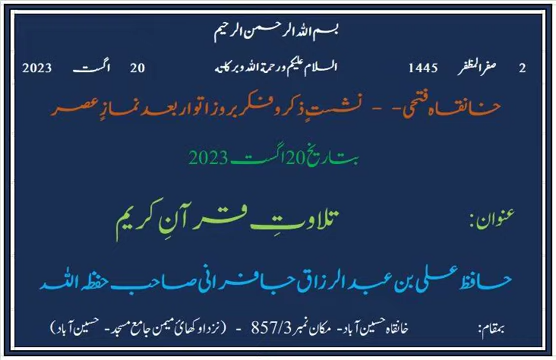 بسم اللہ الرحمن الرحیم
السلام علیکم ورحمۃ اللہ وبرکاتہ
2 صفر المظفر 1445 20 اگست 2023
خانقاہ فتحی - - نشستِ ذکر و فکر بروز اتوار بعد نمازِ عصر
بتاریخ 20 اگست 2023
عنوان: تلاوتِ قرآنِ کریم
حافظ علی بن عبد الرزاق جافرانی صاحب حفظہ اللہ
بمقام: خانقاہ حسین آباد - مکان نمبر 857/3 - (نزد اوکھائ میمن جامع مسجد - حسین آباد)